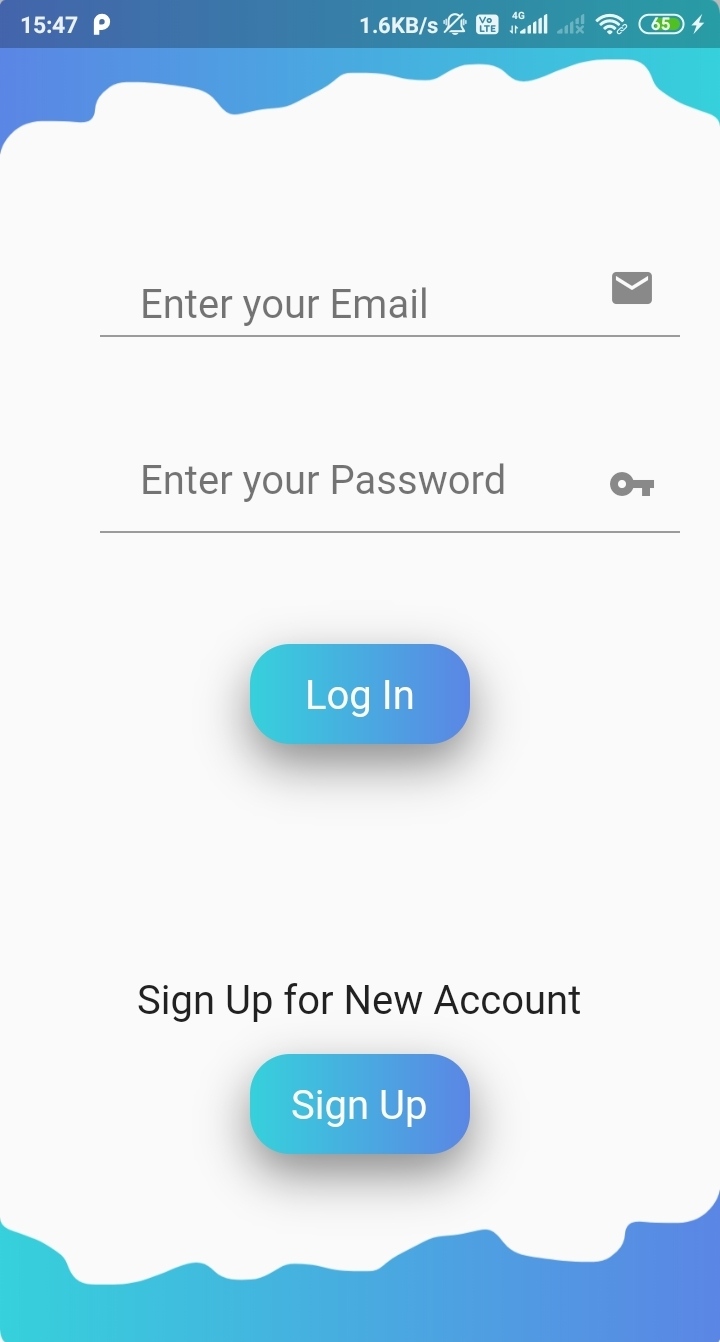 15:47 1.6KB/s Vo LTE 4G 65
Enter your Email
Enter your Password
Log In
Sign Up for New Account
Sign Up